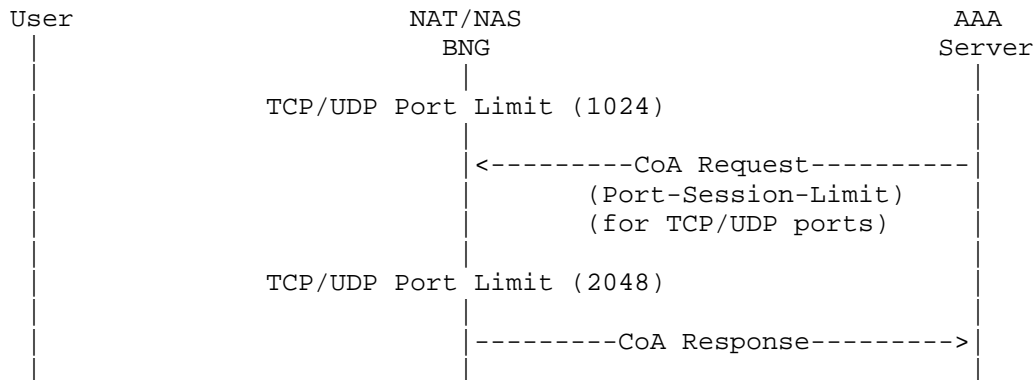 User NAT/NAS AAA
BNG Server
TCP/UDP Port Limit (1024)
<---------CoA Request----------
(Port-Session-Limit)
(for TCP/UDP ports)
TCP/UDP Port Limit (2048)
---------CoA Response--------->